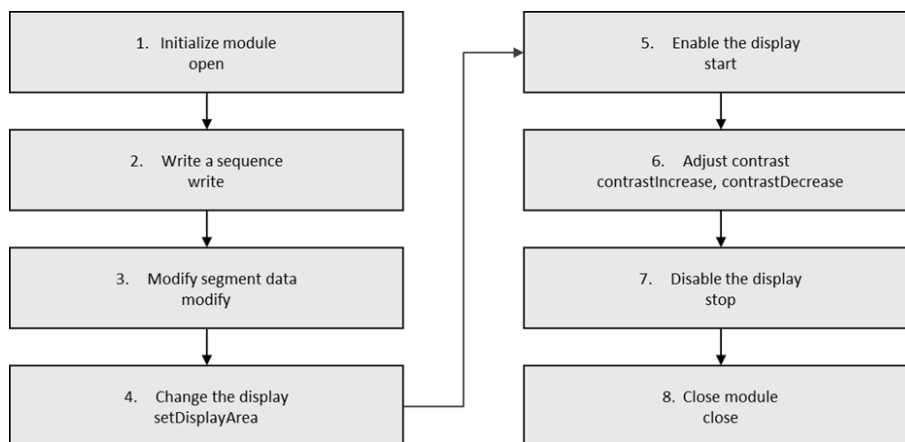 1. Initialize module
open
2. Write a sequence
write
3. Modify segment data
modify
4. Change the display
setDisplayArea
5. Enable the display
start
6. Adjust contrast
contrastIncrease, contrastDecrease
7. Disable the display
stop
8. Close module
close